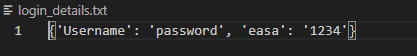 login_details.txt
1 {'Username': 'password', 'easa': '1234'}